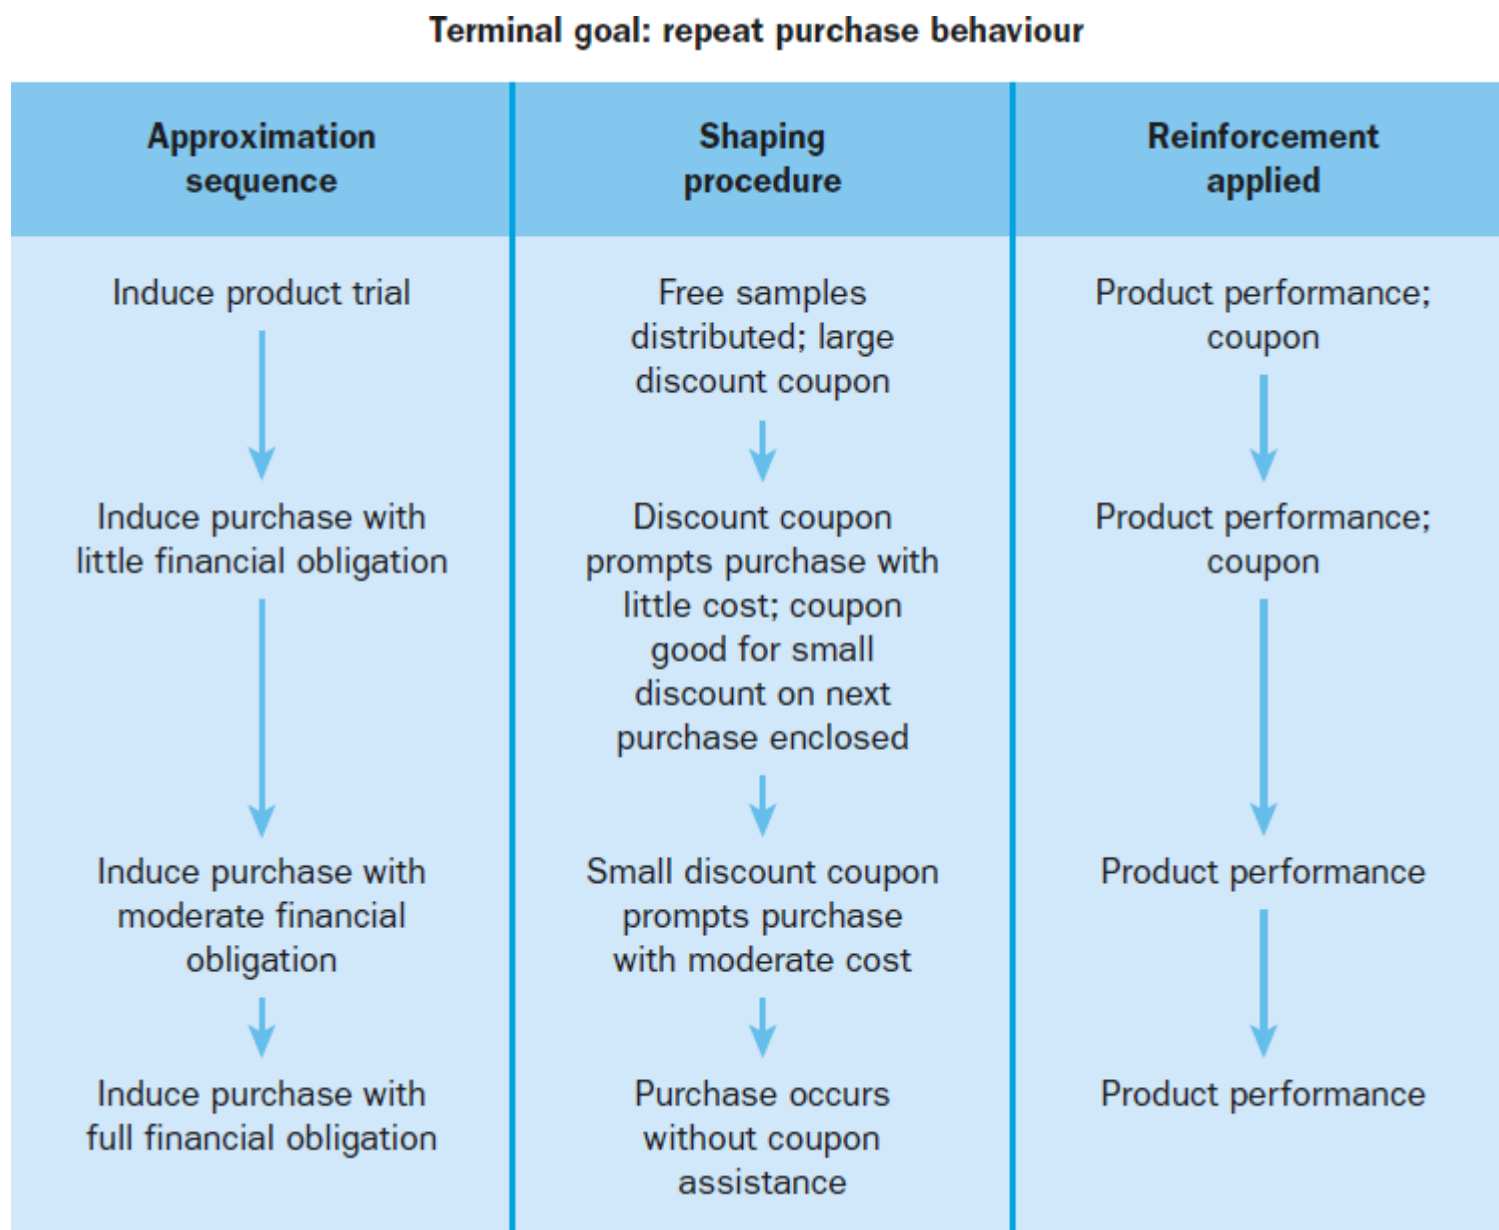 Terminal goal: repeat purchase behaviour
Approximation
sequence
Shaping
procedure
Reinforcement
applied
Induce product trial
Free samples
distributed; large
discount coupon
Product performance;
coupon
Induce purchase with
little financial obligation
Discount coupon
prompts purchase with
little cost; coupon
good for small
discount on next
purchase enclosed
Product performance;
coupon
Induce purchase with
moderate financial
obligation
Small discount coupon
prompts purchase
with moderate cost
Product performance
Induce purchase with
full financial obligation
Purchase occurs
without coupon
assistance
Product performance